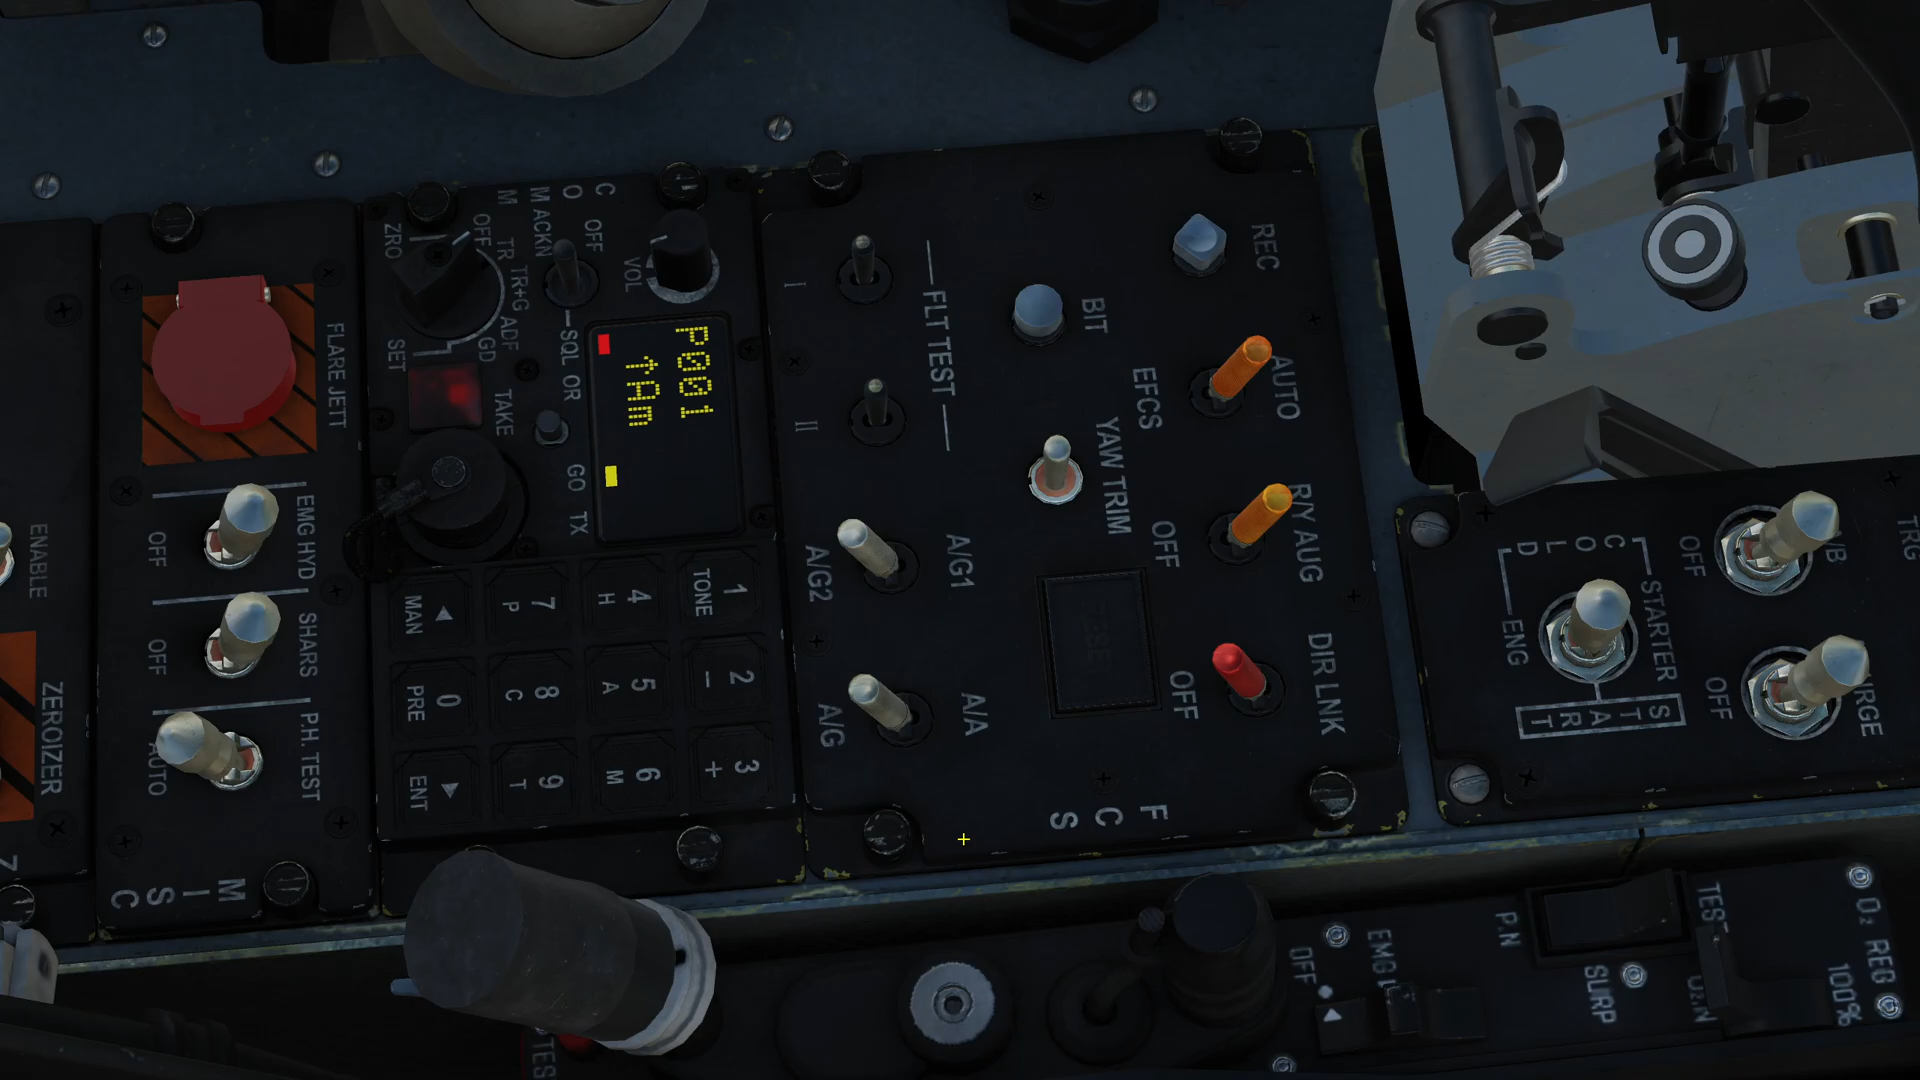 ENABLE
ZEROIZER
Z
FLARE JETT
EMG HYD
OFF
SHARS
OFF
P.H. TEST
AUTO
M I S C
C O M M
ZRO
OFF
TR
TR+G
ADF
GD
SET
ACKN
OFF
VOL
SQL OR
TAKE
GO TX
P001
↑Am
1
TONE
2
-
3
+
4
H
5
A
6
M
7
P
8
C
9
T
MAN
0
PRE
ENT
I
II
FLT TEST
BIT
REC
EFCS
AUTO
YAW TRIM
R/Y AUG
OFF
A/G1
A/G2
A/A
A/G
DIR LNK
OFF
F C S
COLD
ENG
STARTER
START
OFF
OFF
TRG
O₂ REG
100%
TEST
P.N
SURP
EMG
OFF